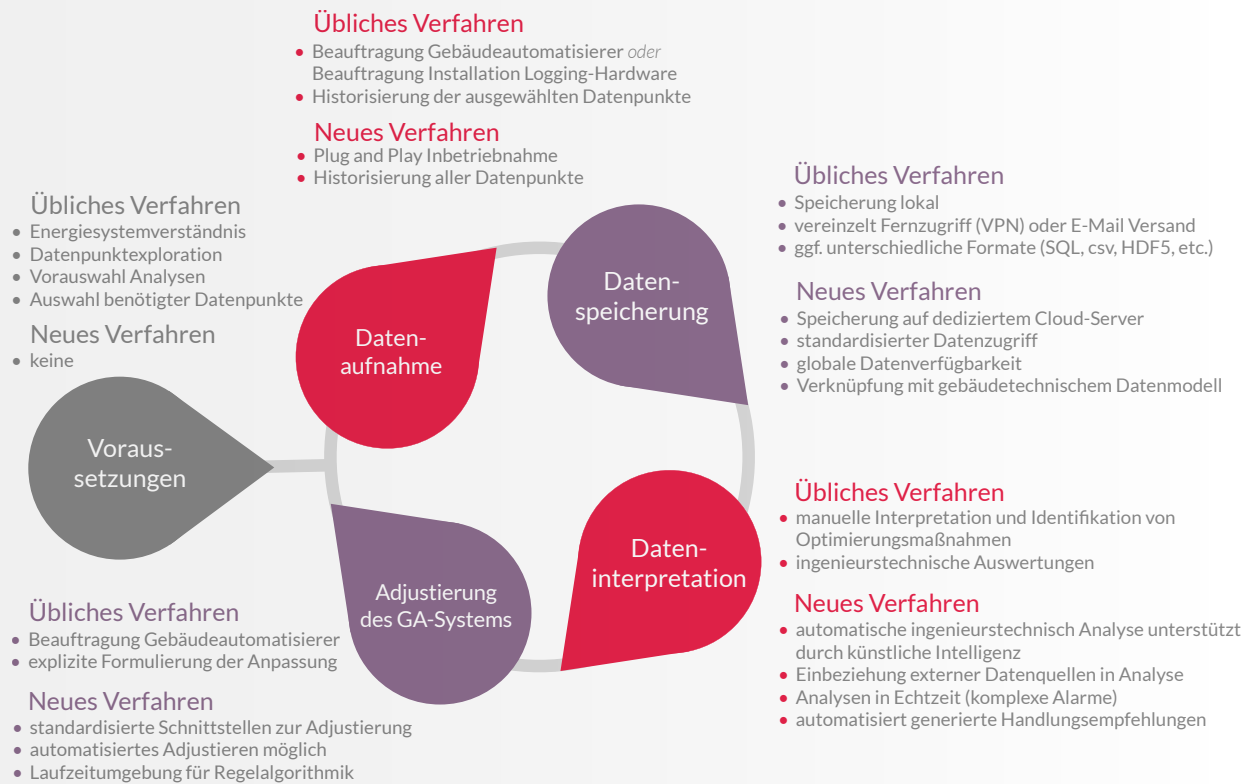 Übliches Verfahren
• Beauftragung Gebäudeautomatisierer oder
Beauftragung Installation Logging-Hardware
• Historisierung der ausgewählten Datenpunkte
Neues Verfahren
• Plug and Play Inbetriebnahme
• Historisierung aller Datenpunkte
Übliches Verfahren
• Energiesystemverständnis
• Datenpunktexploration
• Vorauswahl Analysen
• Auswahl benötigter Datenpunkte
Neues Verfahren
• keine
Voraus-
setzungen
Daten-
aufnahme
Daten-
speicherung
Übliches Verfahren
• Speicherung lokal
• vereinzelt Fernzugriff (VPN) oder E-Mail Versand
• ggf. unterschiedliche Formate (SQL, csv, HDF5, etc.)
Neues Verfahren
• Speicherung auf dediziertem Cloud-Server
• standardisierter Datenzugriff
• globale Datenverfügbarkeit
• Verknüpfung mit gebäudetechnischem Datenmodell
Daten-
interpretation
Übliches Verfahren
• manuelle Interpretation und Identifikation von
Optimierungsmaßnahmen
• ingenieurstechnische Auswertungen
Neues Verfahren
• automatische ingenieurstechnisch Analyse unterstützt
durch künstliche Intelligenz
• Einbeziehung externer Datenquellen in Analyse
• Analysen in Echtzeit (komplexe Alarme)
• automatisiert generierte Handlungsempfehlungen
Adjustierung
des GA-Systems
Übliches Verfahren
• Beauftragung Gebäudeautomatisierer
• explizite Formulierung der Anpassung
Neues Verfahren
• standardisierte Schnittstellen zur Adjustierung
• automatisiertes Adjustieren möglich
• Laufzeitumgebung für Regelalgorithmik